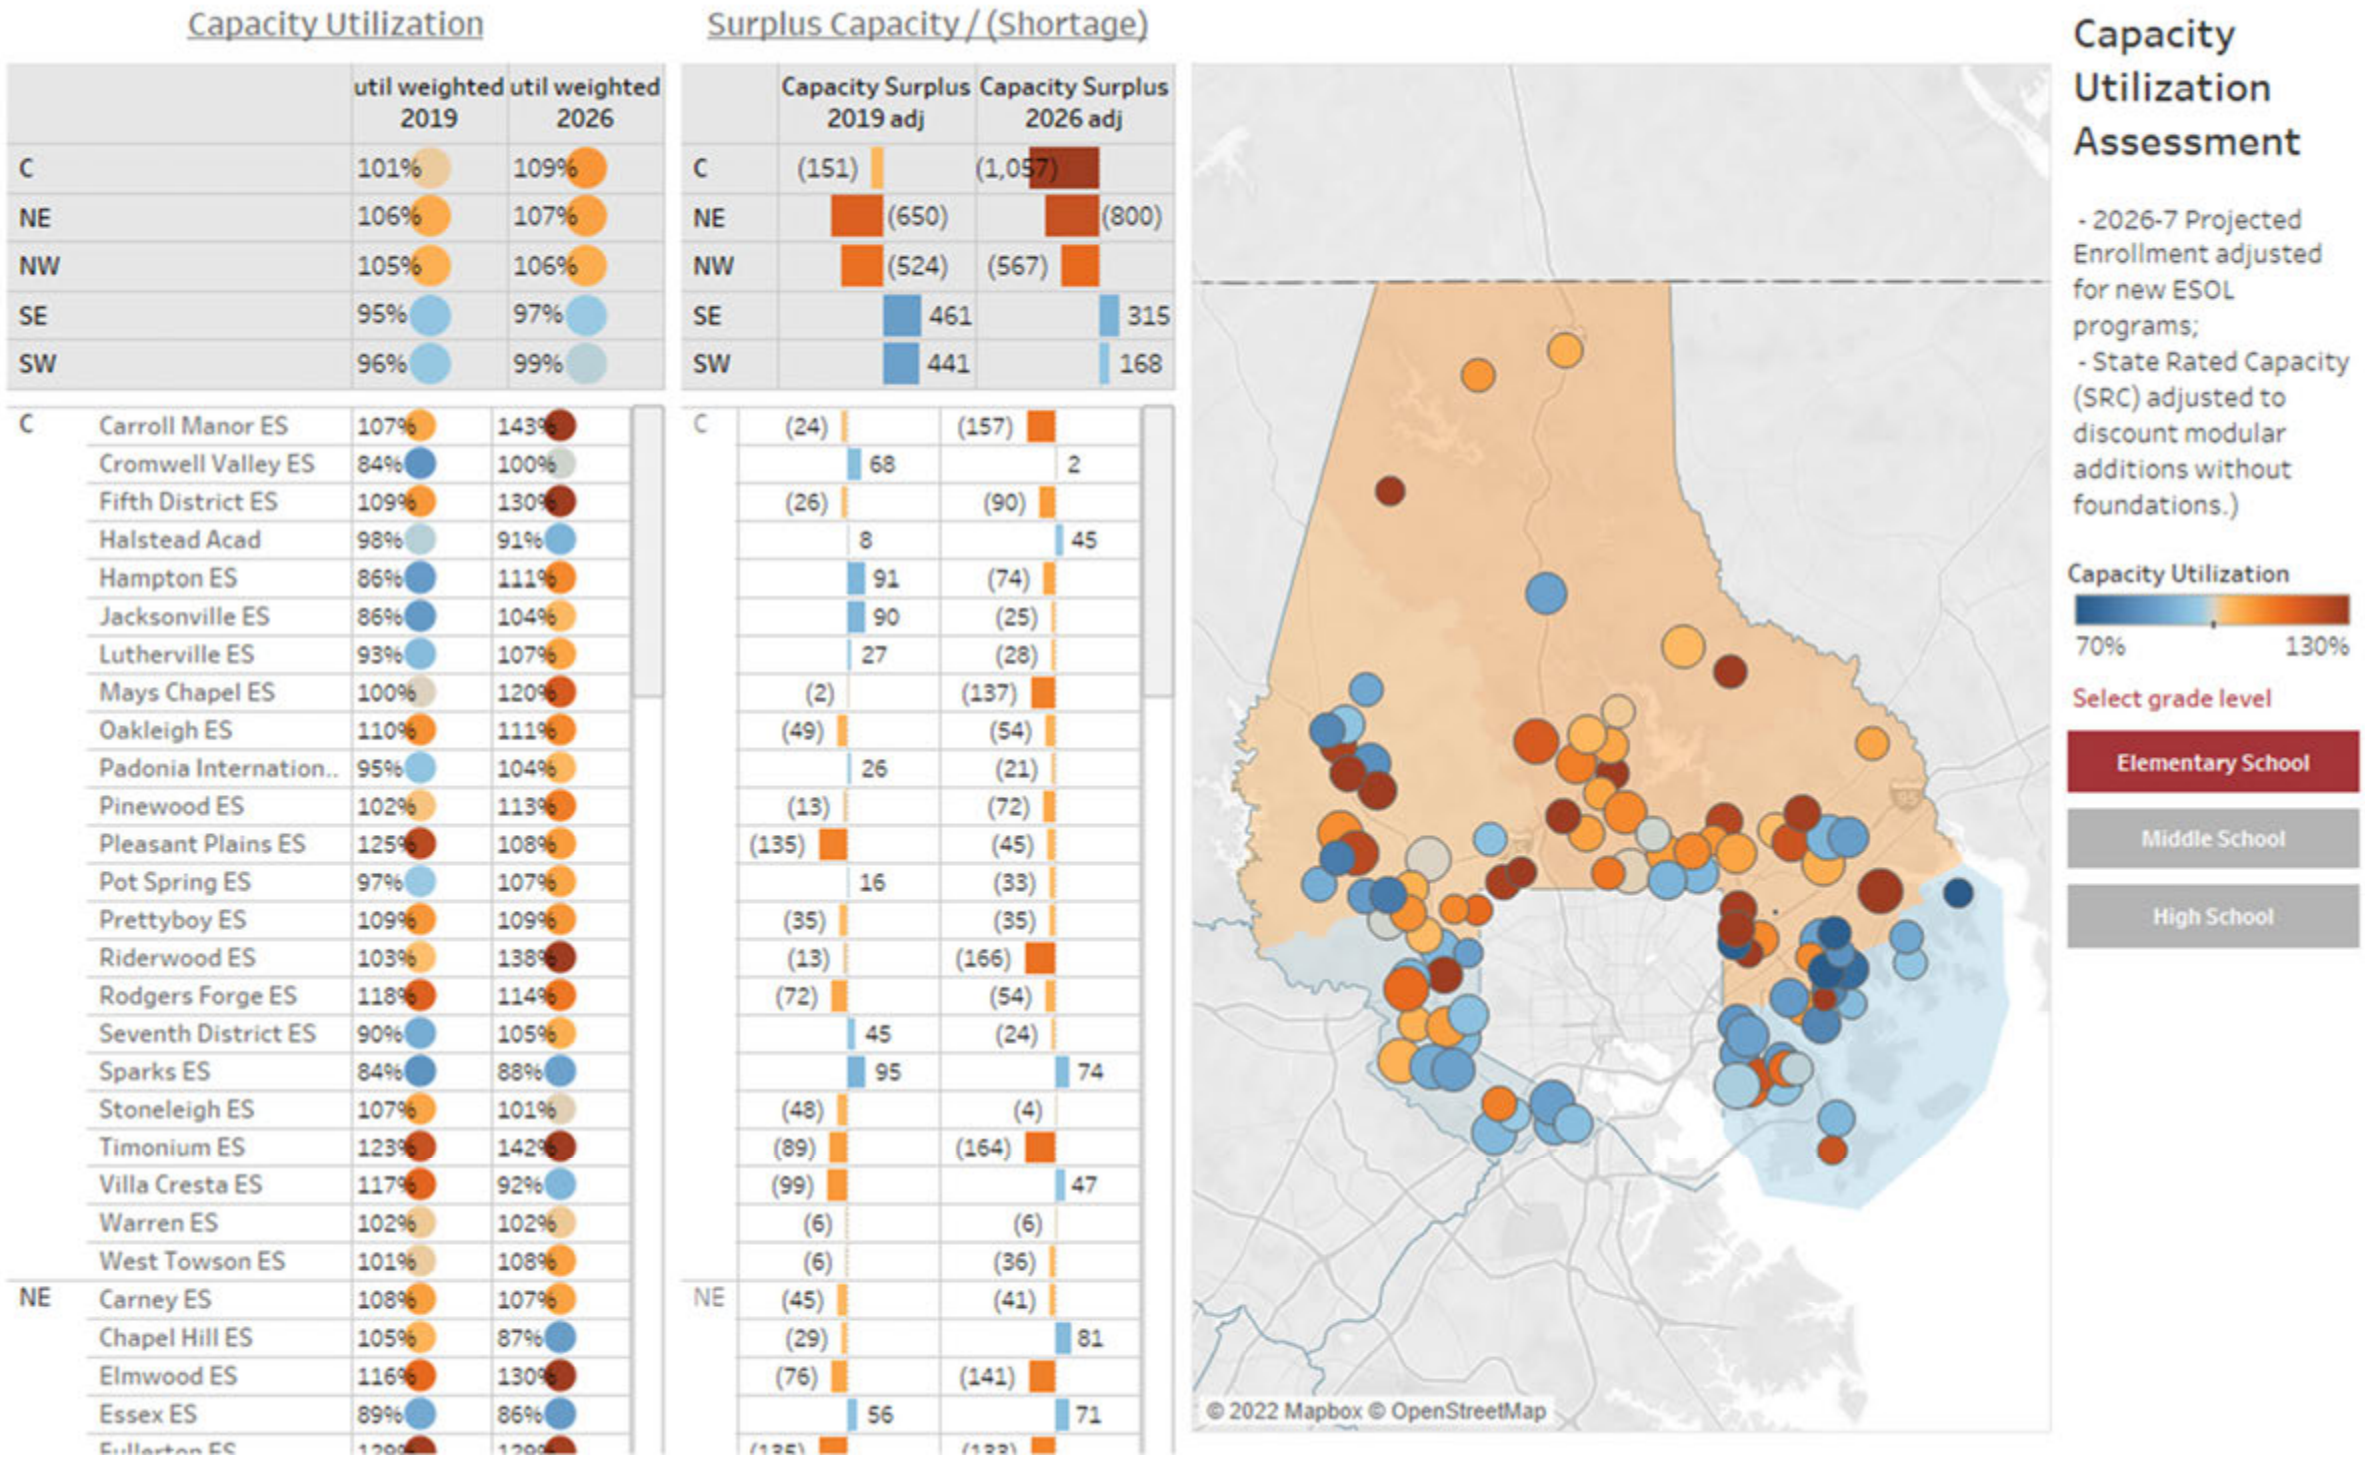 Capacity Utilization
util weighted 2019 util weighted 2026
C 101% 109%
NE 106% 107%
NW 105% 106%
SE 95% 97%
SW 96% 99%
C Carroll Manor ES 107% 143%
Cromwell Valley ES 84% 100%
Fifth District ES 109% 130%
Halstead Acad 98% 91%
Hampton ES 86% 111%
Jacksonville ES 86% 104%
Lutherville ES 93% 107%
Mays Chapel ES 100% 120%
Oakleigh ES 110% 111%
Padonia Internation.. 95% 104%
Pinewood ES 102% 113%
Pleasant Plains ES 125% 108%
Pot Spring ES 97% 107%
Prettyboy ES 109% 109%
Riderwood ES 103% 138%
Rodgers Forge ES 118% 114%
Seventh District ES 90% 105%
Sparks ES 84% 88%
Stoneleigh ES 107% 101%
Timonium ES 123% 142%
Villa Cresta ES 117% 92%
Warren ES 102% 102%
West Towson ES 101% 108%
NE Carney ES 108% 107%
Chapel Hill ES 105% 87%
Elmwood ES 116% 130%
Essex ES 89% 86%
Fullerton ES 129% 129%
Surplus Capacity / (Shortage)
Capacity Surplus 2019 adj Capacity Surplus 2026 adj
C (151) (1,057)
NE (650) (800)
NW (524) (567)
SE 461 315
SW 441 168
C (24) (157)
68 2
(26) (90)
8 45
91 (74)
90 (25)
27 (28)
(2) (137)
(49) (54)
26 (21)
(13) (72)
(135) (45)
16 (33)
(35) (35)
(13) (166)
(72) (54)
45 (24)
95 74
(48) (4)
(89) (164)
(99) 47
(6) (6)
(6) (36)
NE (45) (41)
(29) 81
(76) (141)
56 71
(135) (133)
© 2022 Mapbox © OpenStreetMap
Capacity
Utilization
Assessment
- 2026-7 Projected
Enrollment adjusted
for new ESOL
programs;
- State Rated Capacity
(SRC) adjusted to
discount modular
additions without
foundations.)
Capacity Utilization
70% 130%
Select grade level
Elementary School
Middle School
High School